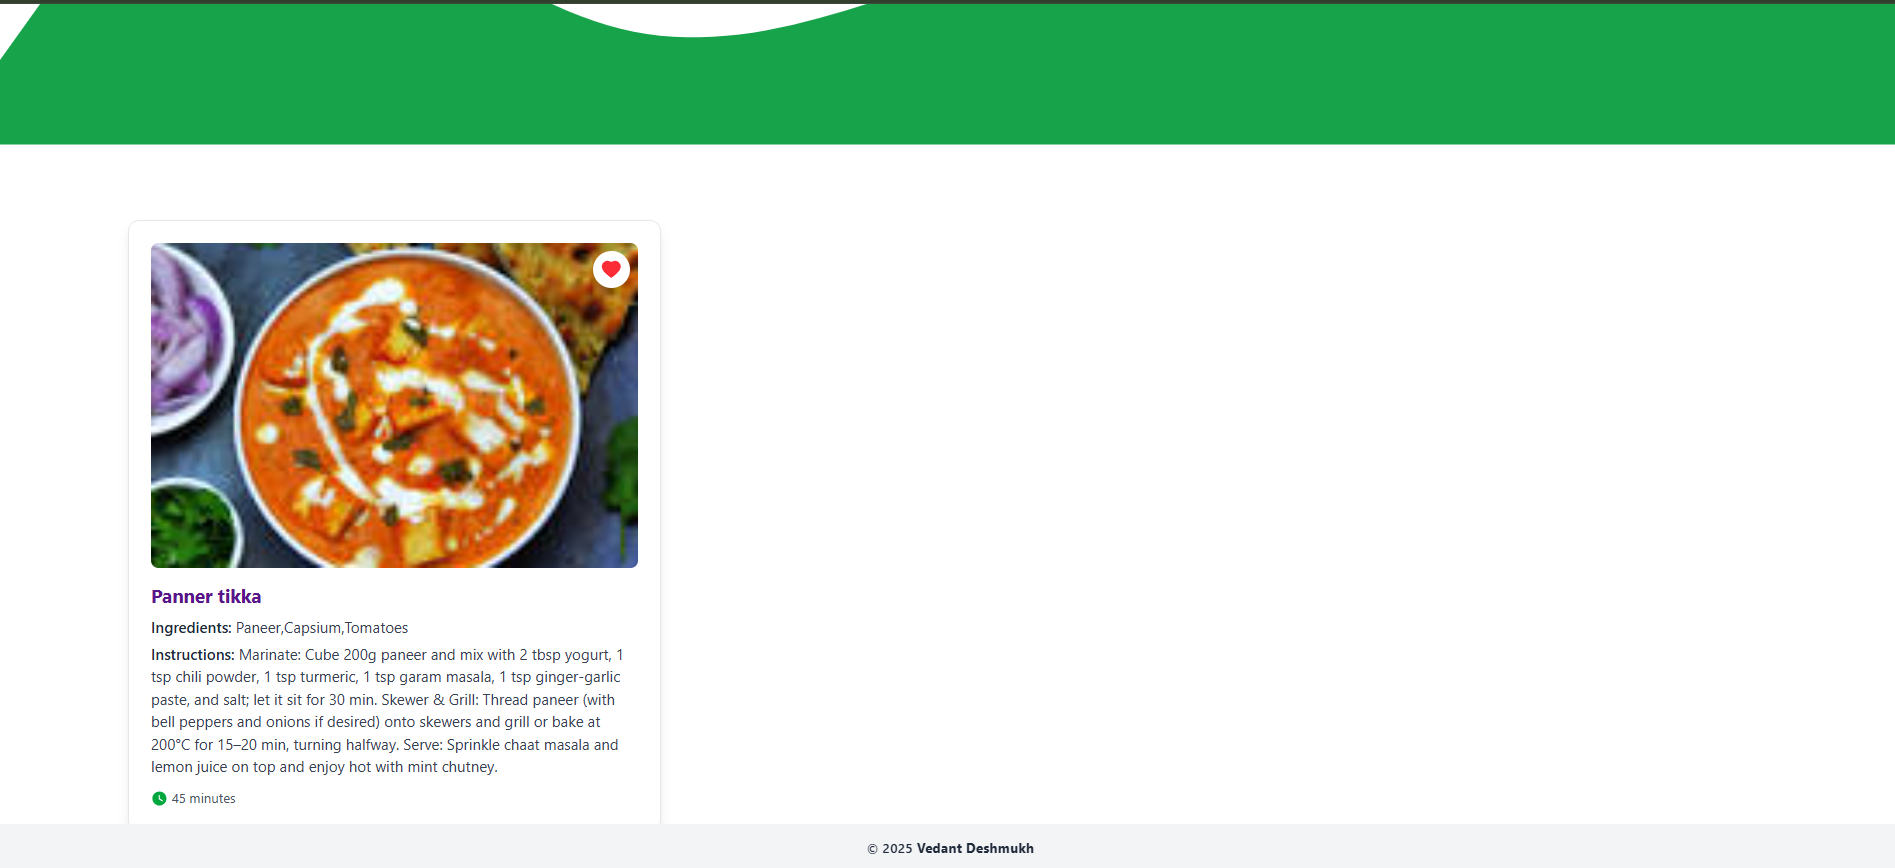 Panner tikka
Ingredients: Paneer,Capsium,Tomatoes
Instructions: Marinate: Cube 200g paneer and mix with 2 tbsp yogurt, 1
tsp chili powder, 1 tsp turmeric, 1 tsp garam masala, 1 tsp ginger-garlic
paste, and salt; let it sit for 30 min. Skewer & Grill: Thread paneer (with
bell peppers and onions if desired) onto skewers and grill or bake at
200°C for 15–20 min, turning halfway. Serve: Sprinkle chaat masala and
lemon juice on top and enjoy hot with mint chutney.
45 minutes
© 2025 Vedant Deshmukh